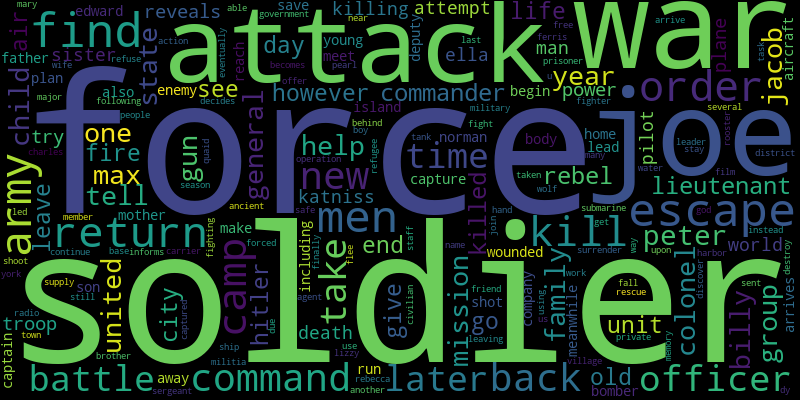 mary
able
government
near
free
last
arrive
edward
reveals
save
killing
attempt
life
find
attack
war
air
sister
state
day
young
meet
deputy
ella
man
plane
aircraft
task
father
action
refuse
eventually
reach
becomes
offer
pearl
ferris
prisoner
jacob
wife
plan
also
enemy
see
however
commander
begin
year
power
order
child
major
following
people
decides
island
military
fighter
several
force
joe
try
one
fire
max
tell
gun
general
help
time
new
behind
boy
norman
tank
fight
body
capture
taken
many
rebel
pilot
home
lead
leader
stay
water
district
film
rooster
operation
refugee
wolf
katniss
lieutenant
army
leave
charles
quaid
season
member
mother
ancient
safe
men
killed
submarine
hand
get
join
god
escape
led
return
make
end
kill
peter
world
instead
shoot
continue
base
informs
carrier
fighting
forced
finally
flee
staff
name
wounded
surrender
harbor
upon
way
destroy
soldier
york
supply
still
son
united
city
camp
hitler
including
take
give
civilian
mission
go
company
shot
friend
using
family
work
meanwhile
fall
rescue
unit
colonel
discover
sent
arrives
group
billy
memory
private
village
radio
town
troop
captured
agent
due
death
leaving
captain
brother
ship
militia
lizzy
battle
away
sergeant
command
rebecca
run
another
use
later
back
old
bomber
officer
dy